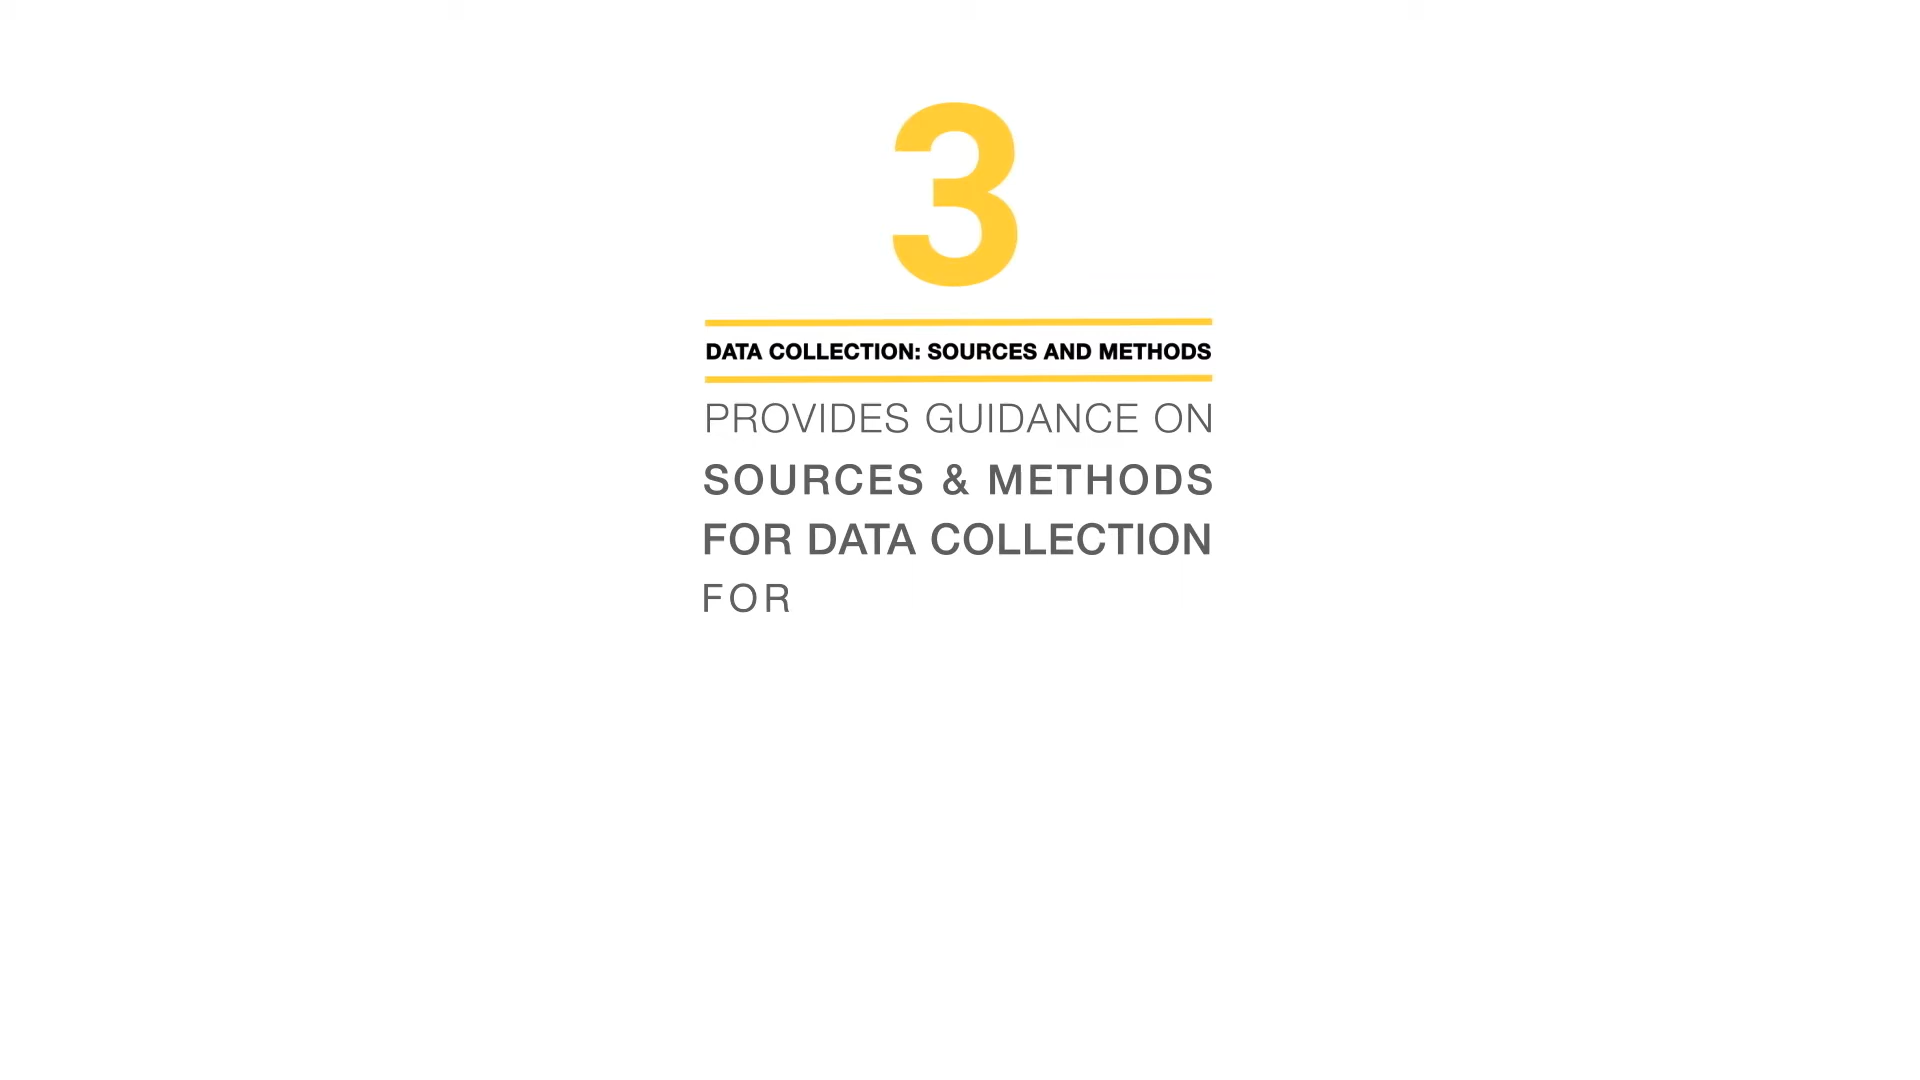 3
DATA COLLECTION: SOURCES AND METHODS
PROVIDES GUIDANCE ON
SOURCES & METHODS
FOR DATA COLLECTION
FOR